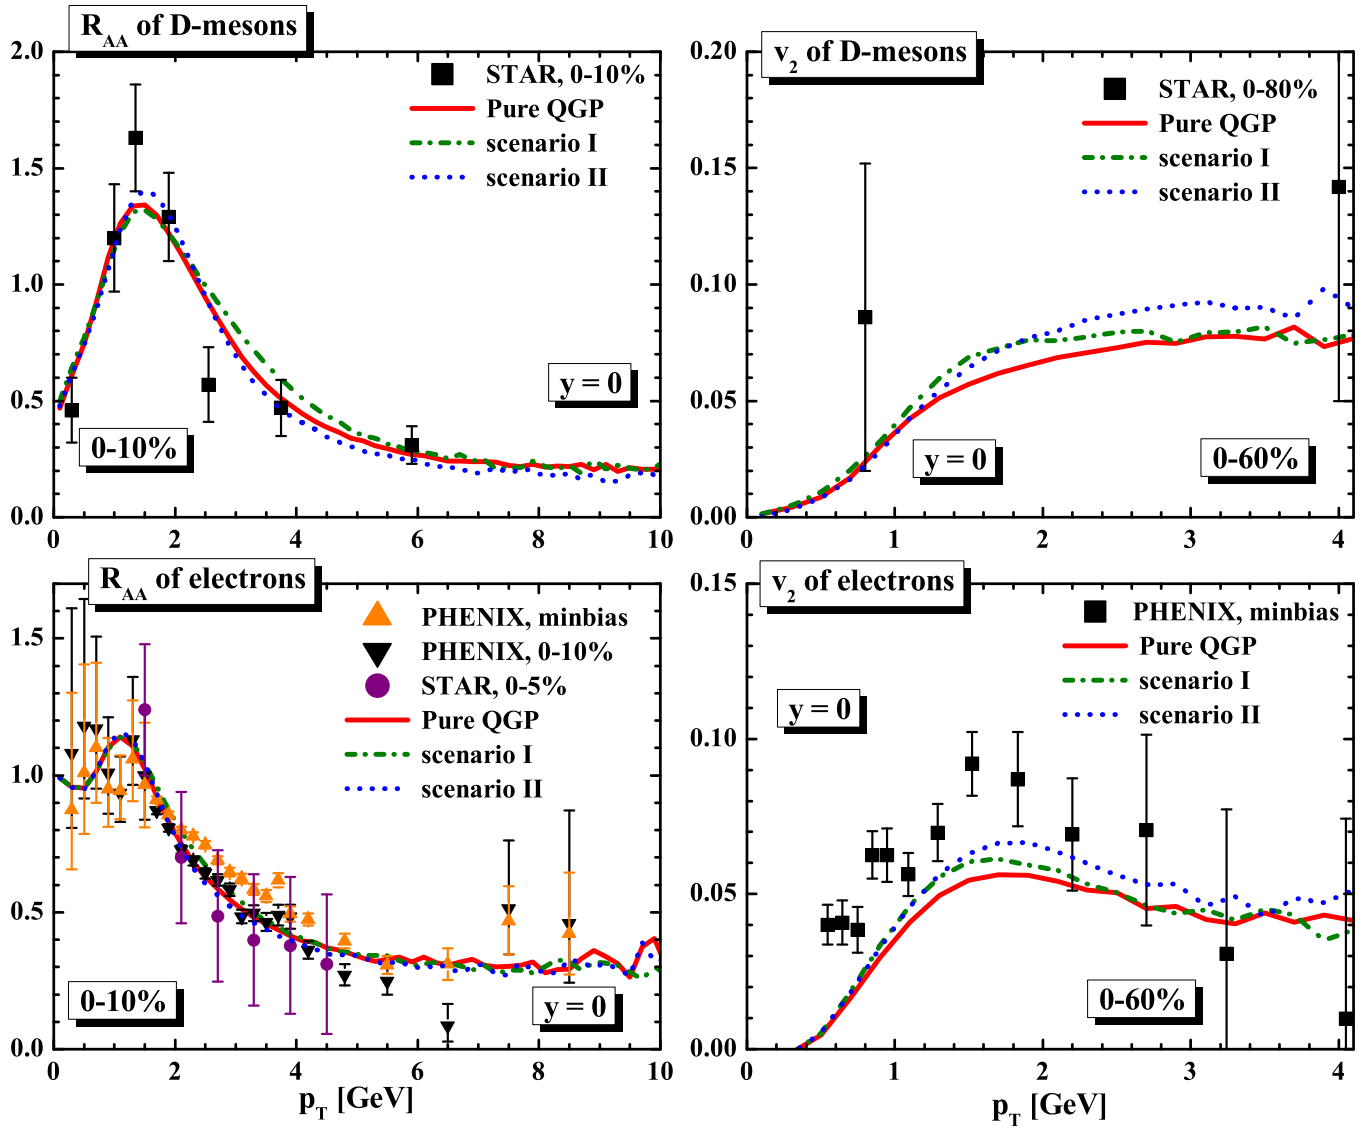 R_AA of D-mesons
2.0
1.5
1.0
0.5
0.0
STAR, 0-10%
Pure QGP
scenario I
scenario II
y = 0
0-10%
0 2 4 6 8 10
v_2 of D-mesons
0.20
0.15
0.10
0.05
0.00
STAR, 0-80%
Pure QGP
scenario I
scenario II
y = 0
0-60%
0 1 2 3 4
R_AA of electrons
1.5
1.0
0.5
0.0
PHENIX, minbias
PHENIX, 0-10%
STAR, 0-5%
Pure QGP
scenario I
scenario II
0-10%
y = 0
0 2 4 6 8 10
p_T [GeV]
v_2 of electrons
0.15
0.10
0.05
0.00
PHENIX, minbias
Pure QGP
scenario I
scenario II
y = 0
0-60%
0 1 2 3 4
p_T [GeV]